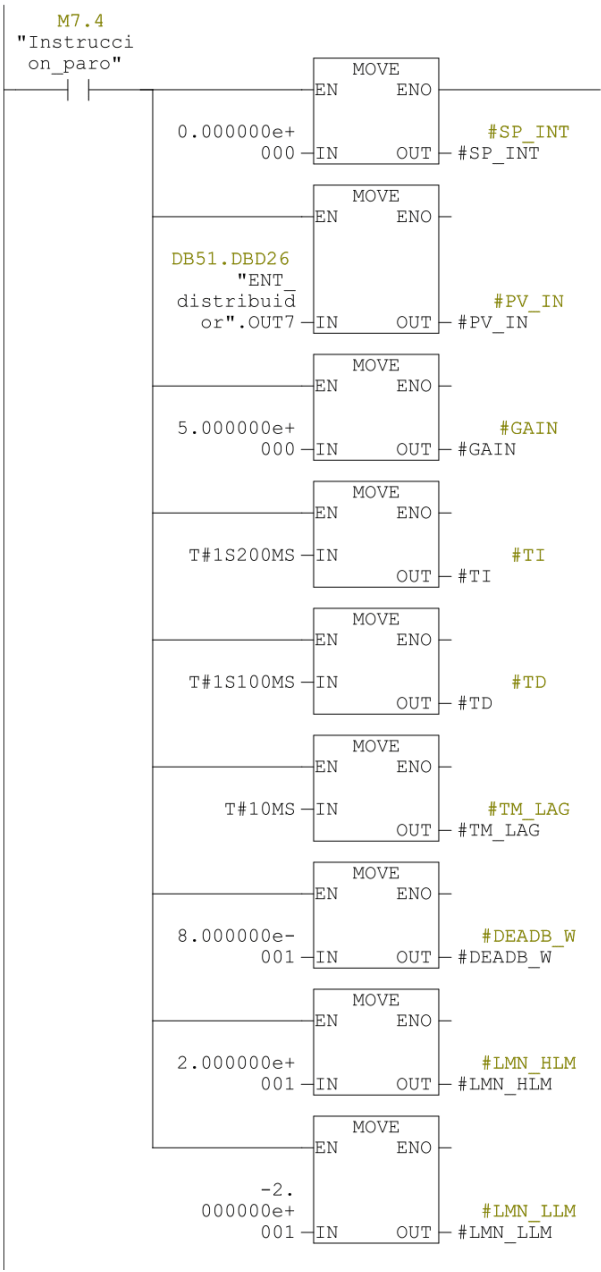 M7.4
"Instrucci
on_paro"
MOVE
EN ENO
0.000000e+ #SP_INT
000 IN OUT #SP_INT
MOVE
EN ENO
DB51.DBD26
"ENT_
distribuid #PV_IN
or".OUT7 IN OUT #PV_IN
MOVE
EN ENO
5.000000e+ #GAIN
000 IN OUT #GAIN
MOVE
EN ENO
T#1S200MS IN #TI
OUT #TI
MOVE
EN ENO
T#1S100MS IN #TD
OUT #TD
MOVE
EN ENO
T#10MS IN #TM_LAG
OUT #TM_LAG
MOVE
EN ENO
8.000000e- #DEADB_W
001 IN OUT #DEADB_W
MOVE
EN ENO
2.000000e+ #LMN_HLM
001 IN OUT #LMN_HLM
MOVE
EN ENO
-2.
000000e+ #LMN_LLM
001 IN OUT #LMN_LLM